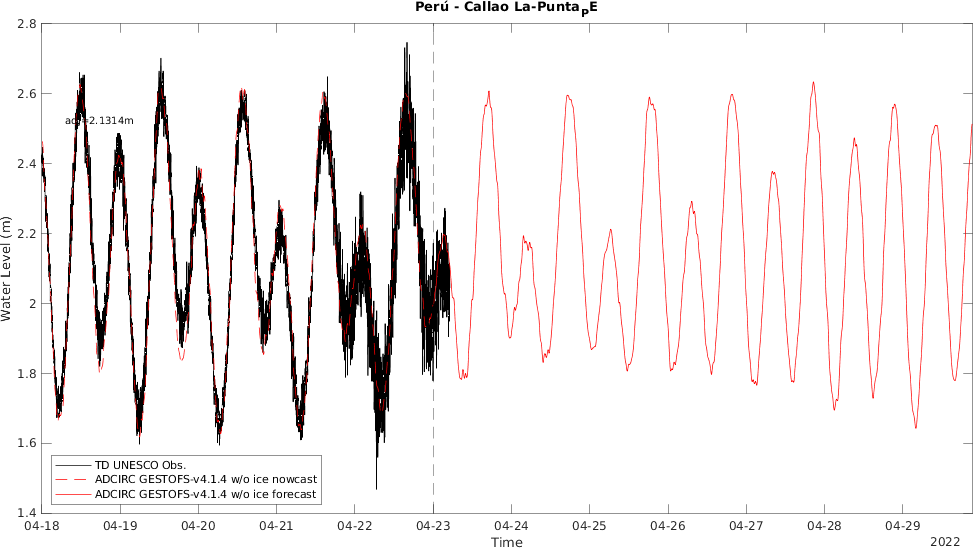 Perú - Callao La-PuntaPE
2.8
2.6
2.4
2.2
2
1.8
1.6
1.4
Water Level (m)
=2.1314m
TD UNESCO Obs.
ADCIRC GESTOFS-v4.1.4 w/o ice nowcast
ADCIRC GESTOFS-v4.1.4 w/o ice forecast
04-18 04-19 04-20 04-21 04-22 04-23 04-24 04-25 04-26 04-27 04-28 04-29
Time
2022